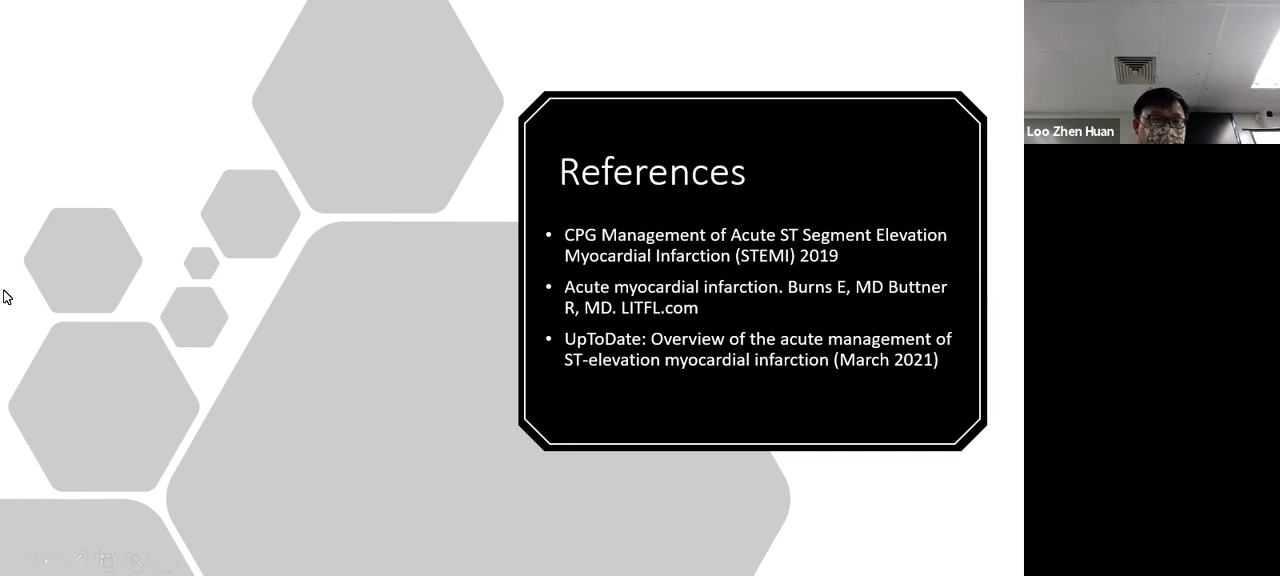 References
• CPG Management of Acute ST Segment Elevation
Myocardial Infarction (STEMI) 2019
• Acute myocardial infarction. Burns E, MD Buttner
R, MD. LITFL.com
• UpToDate: Overview of the acute management of
ST-elevation myocardial infarction (March 2021)
Loo Zhen Huan